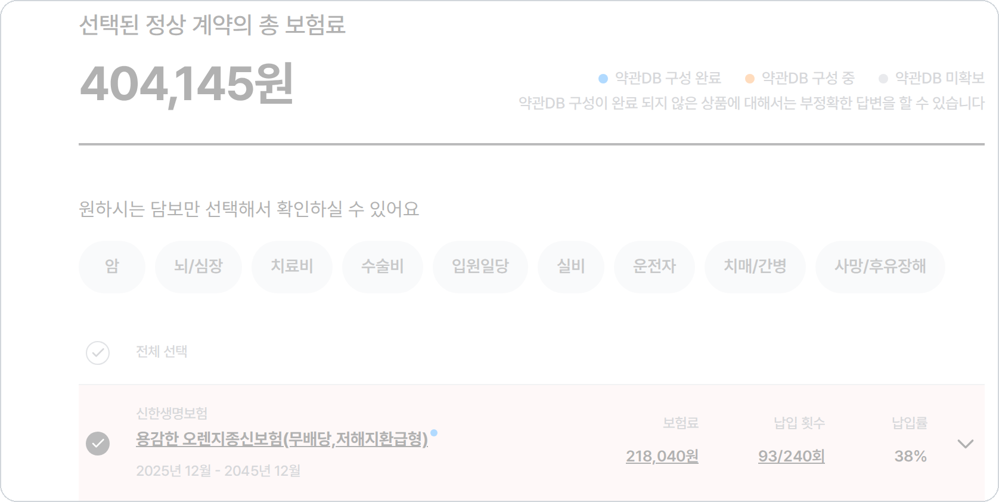 선택된 정상 계약의 총 보험료
404,145원
약관DB 구성 완료 약관DB 구성 중 약관DB 미확보
약관DB 구성이 완료 되지 않은 상품에 대해서는 부정확한 답변을 할 수 있습니다
원하시는 담보만 선택해서 확인하실 수 있어요
암 뇌/심장 치료비 수술비 입원일당 실비 운전자 치매/간병 사망/후유장해
전체 선택
신한생명보험
용감한 오렌지종신보험(무배당,저해지환급형)
2025년 12월 - 2045년 12월
보험료 납입 횟수 납입률
218,040원 93/240회 38%